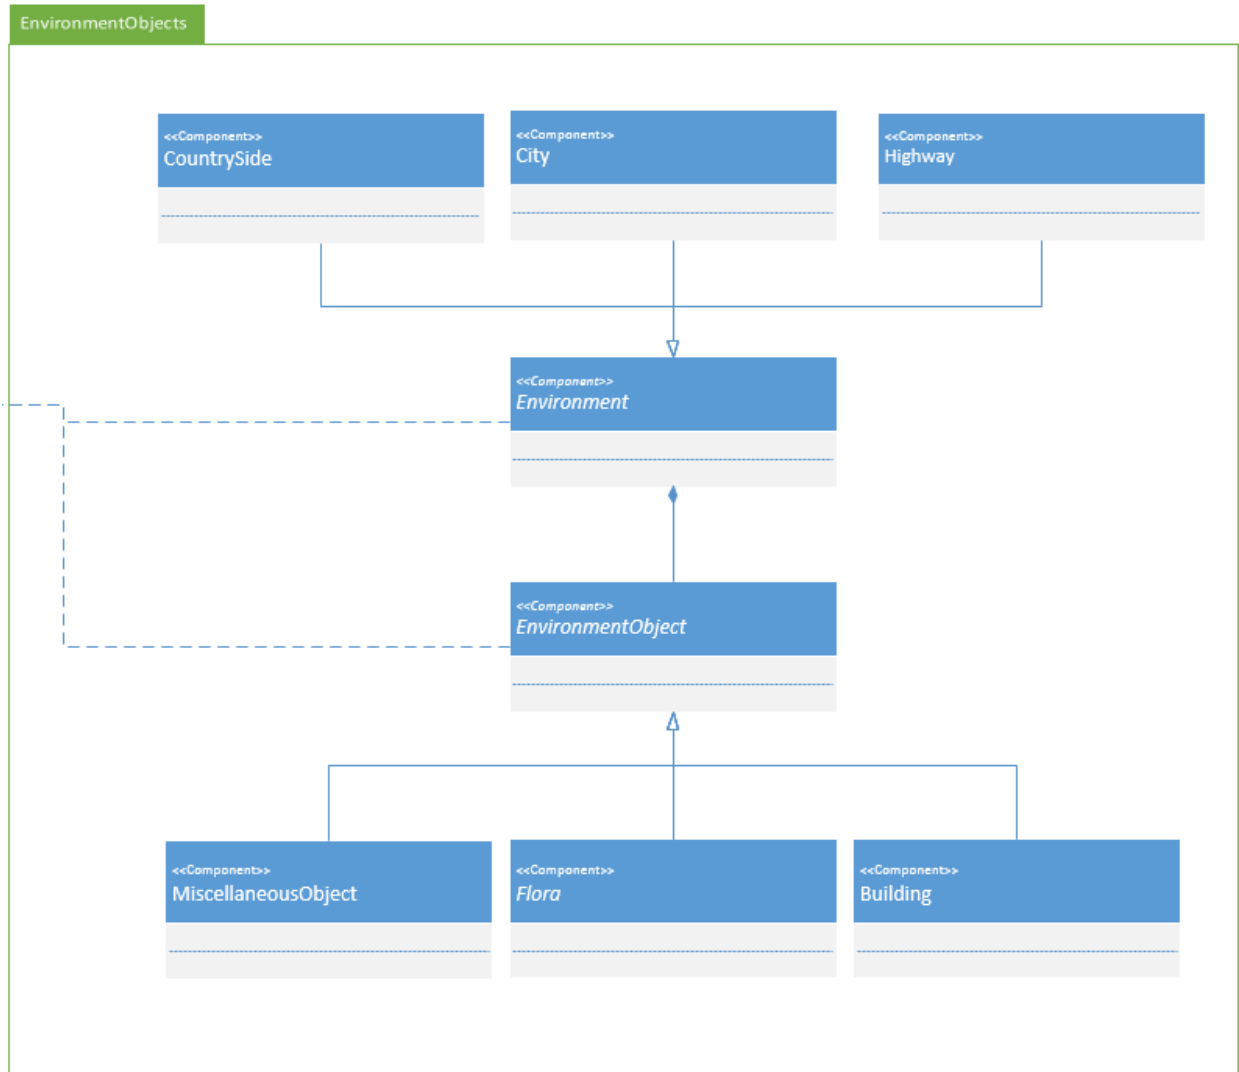 EnvironmentObjects
<<Component>>
CountrySide
<<Component>>
City
<<Component>>
Highway
<<Component>>
Environment
<<Component>>
EnvironmentObject
<<Component>>
MiscellaneousObject
<<Component>>
Flora
<<Component>>
Building